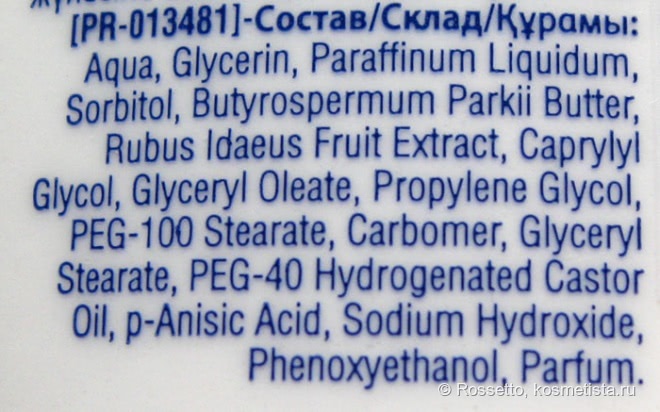 [PR-013481]-Состав/Склад/Құрамы:
Aqua, Glycerin, Paraffinum Liquidum,
Sorbitol, Butyrospermum Parkii Butter,
Rubus Idaeus Fruit Extract, Caprylyl
Glycol, Glyceryl Oleate, Propylene Glycol,
PEG-100 Stearate, Carbomer, Glyceryl
Stearate, PEG-40 Hydrogenated Castor
Oil, p-Anisic Acid, Sodium Hydroxide,
Phenoxyethanol, Parfum.
© Rossetto, kosmetista.ru